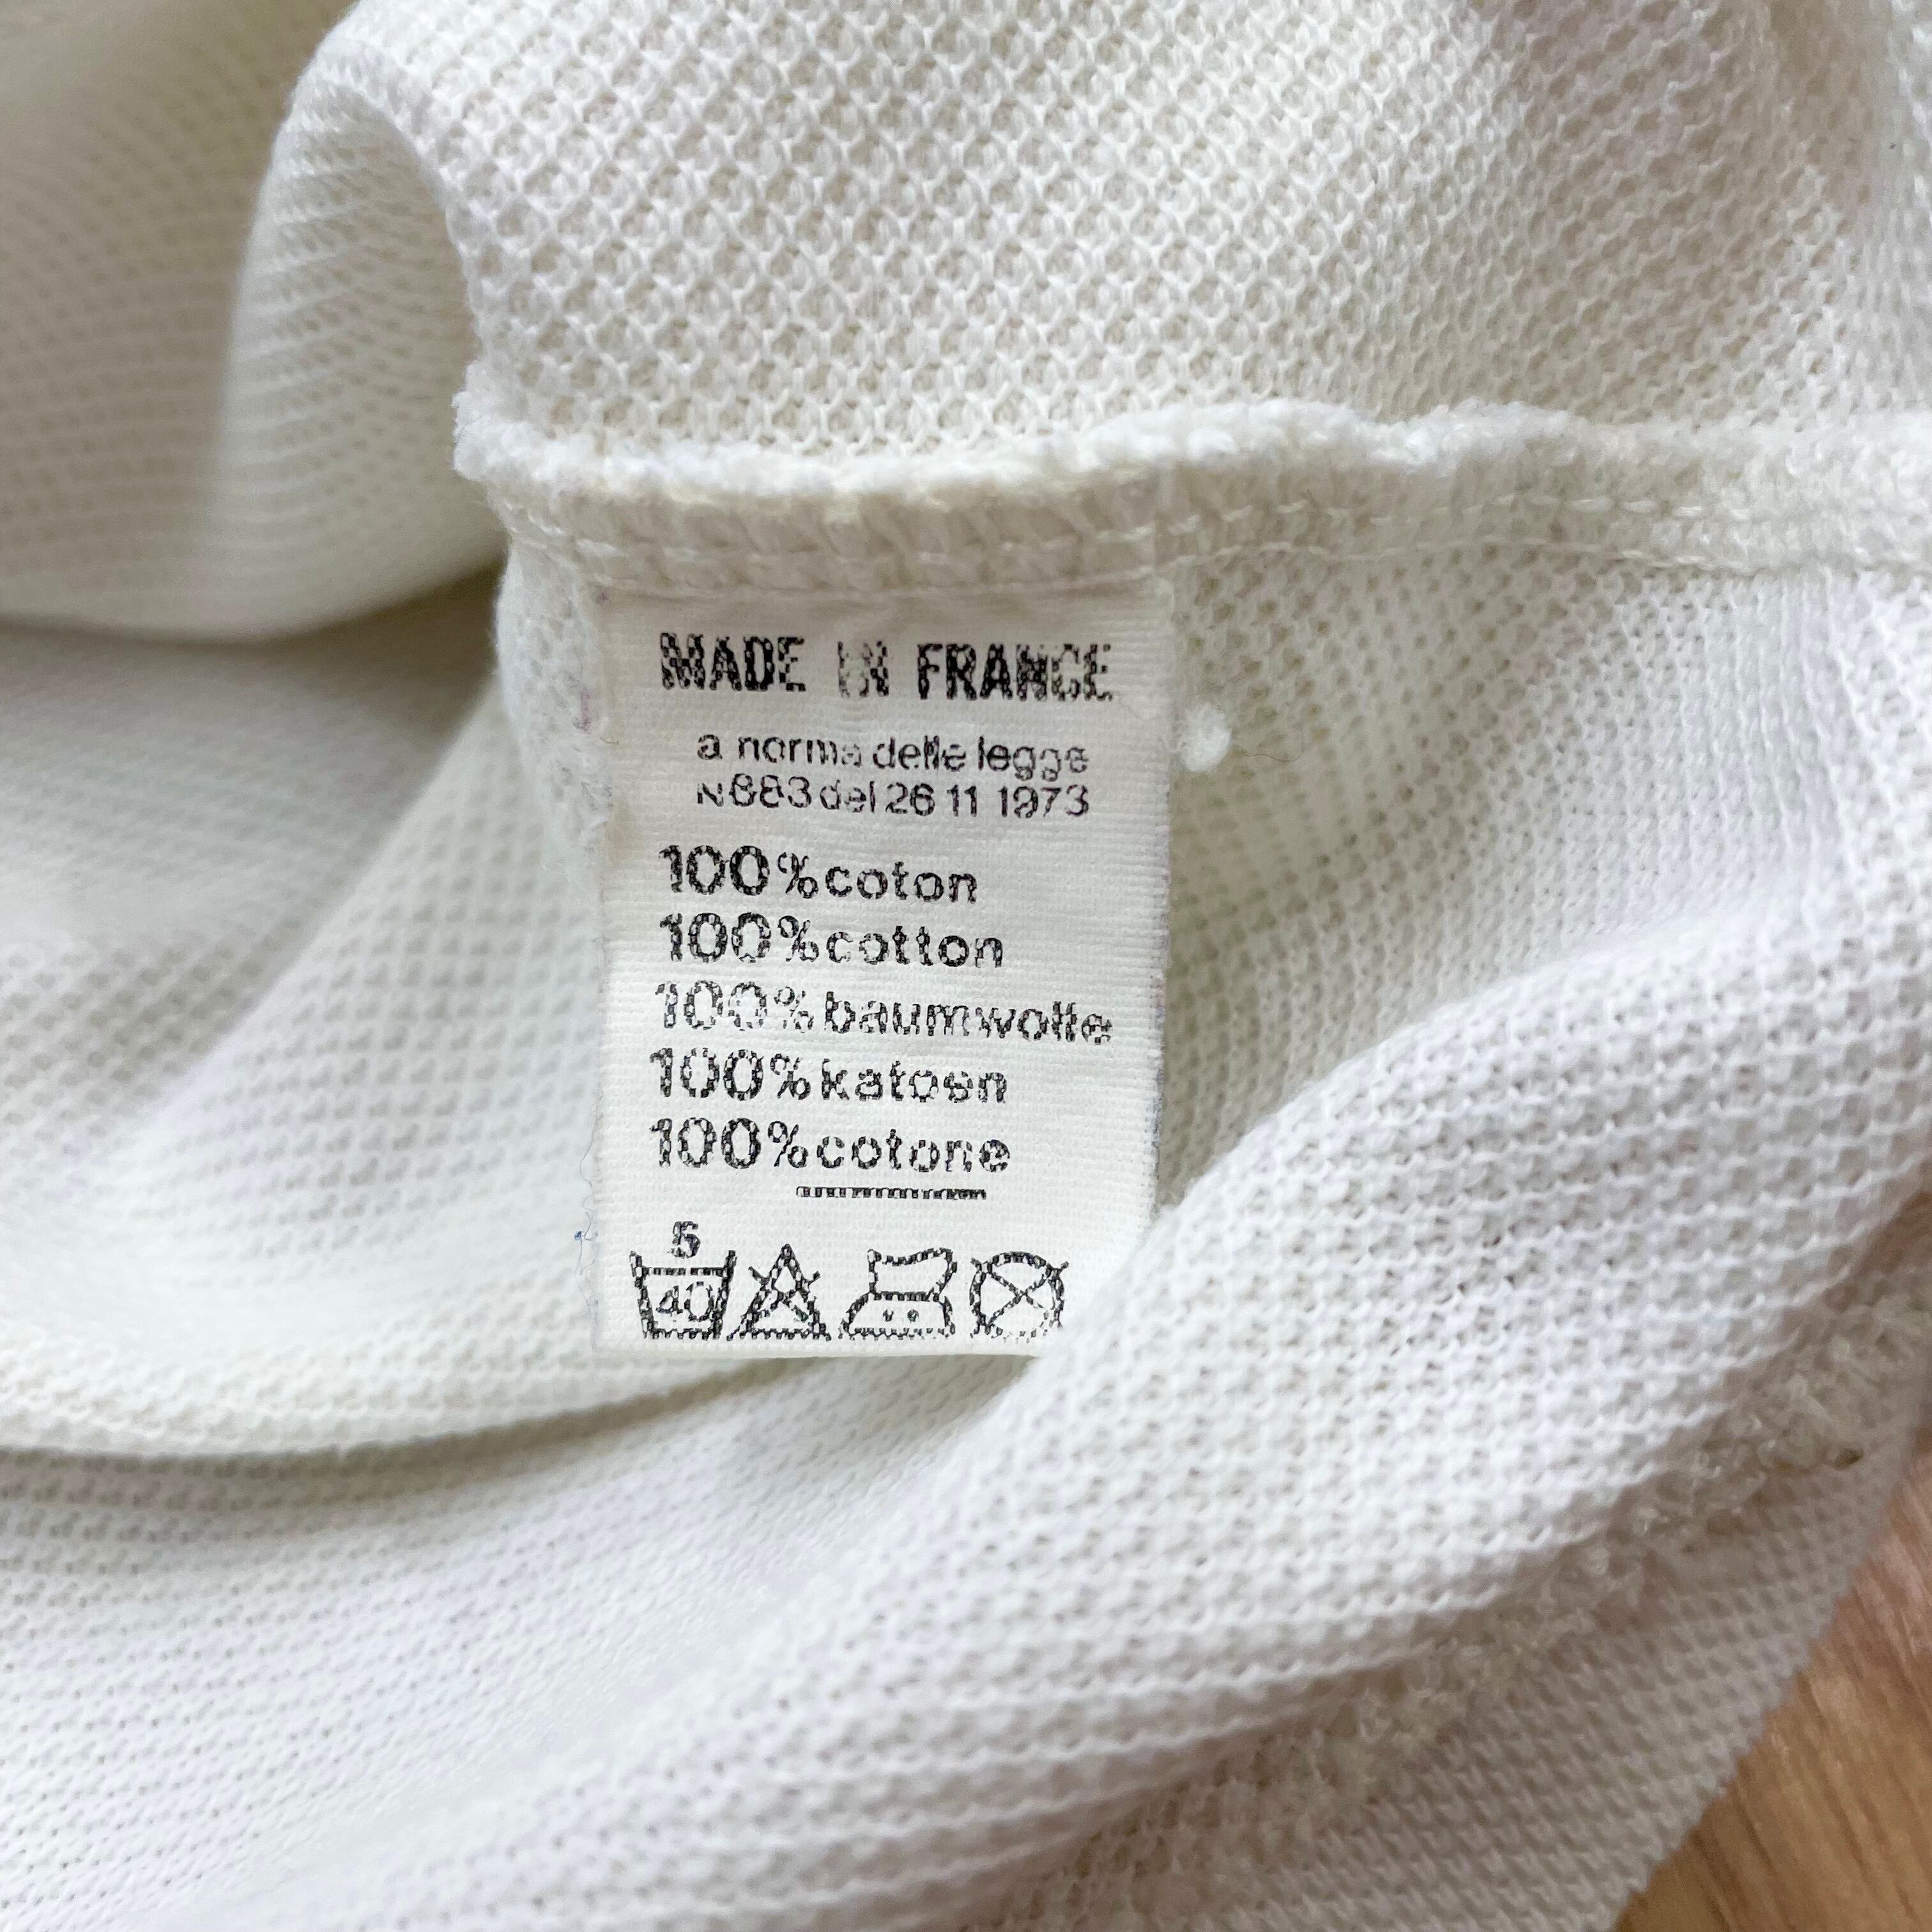 MADE IN FRANCE
a norma delle legge
N883 del 26 11 1973
100% coton
100% cotton
100% baumwolle
100% katoen
100% cotone
5
40